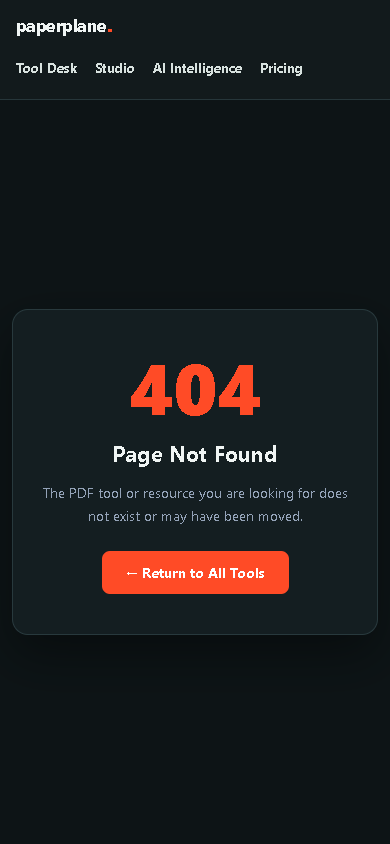 paperplane.
Tool Desk Studio AI Intelligence Pricing
404
Page Not Found
The PDF tool or resource you are looking for does
not exist or may have been moved.
← Return to All Tools